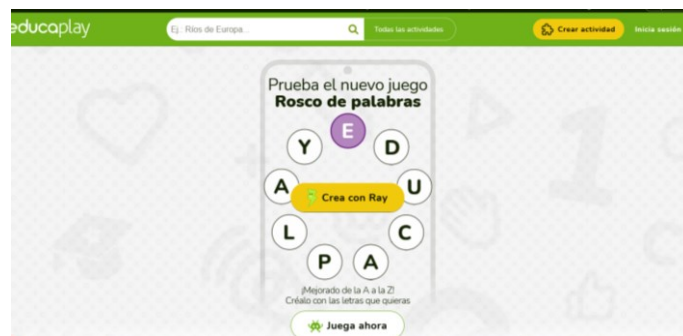 educaplay
Ej.: Ríos de Europa...
Todas las actividades
Crear actividad
Inicia sesión
Prueba el nuevo juego
Rosco de palabras
E
D
U
C
A
P
L
A
Y
Crea con Ray
¡Mejorado de la A a la Z!
Créalo con las letras que quieras
Juega ahora